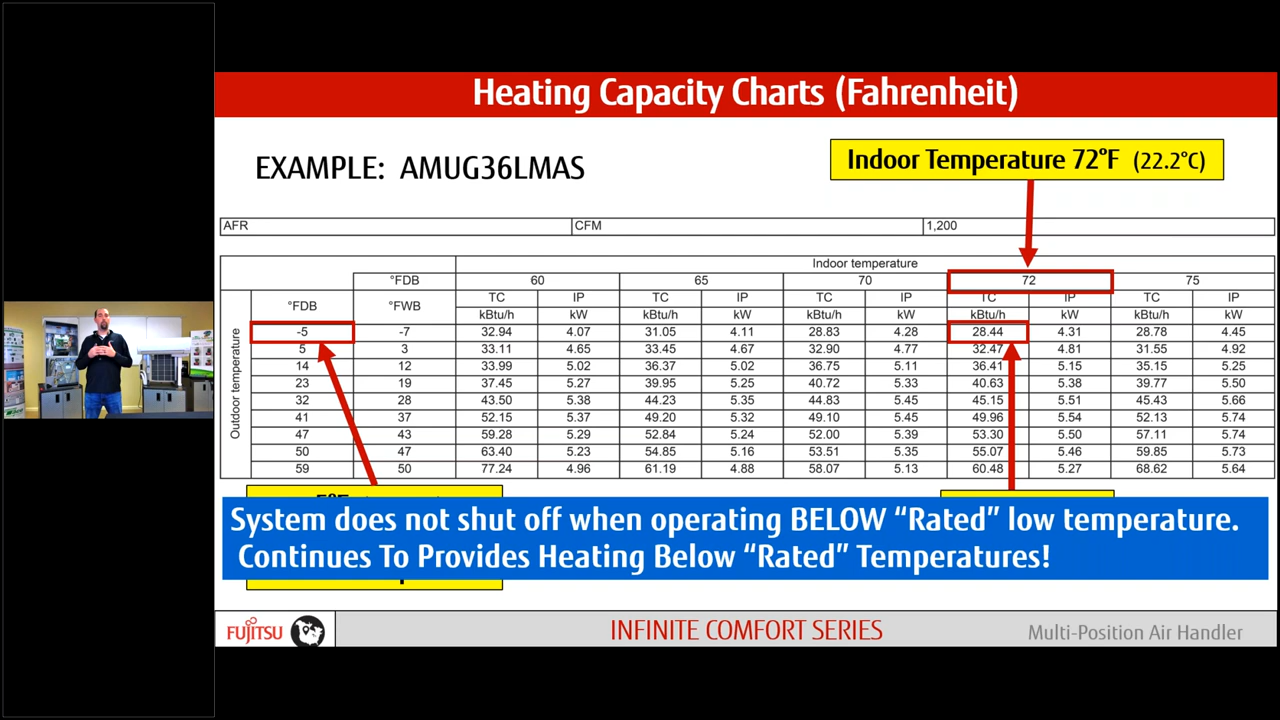 Heating Capacity Charts (Fahrenheit)
EXAMPLE: AMUG36LMAS
Indoor Temperature 72°F (22.2°C)
AFR CFM 1,200
Indoor temperature
°FDB 60 65 70 72 75
°FDB °FWB TC IP TC IP TC IP TC IP TC IP
kBtu/h kW kBtu/h kW kBtu/h kW kBtu/h kW kBtu/h kW
Outdoor temperature
-5 -7 32.94 4.07 31.05 4.11 28.83 4.28 28.44 4.31 28.78 4.45
5 3 33.11 4.65 33.45 4.67 32.90 4.77 32.47 4.81 31.55 4.92
14 12 33.99 5.02 36.37 5.02 36.75 5.11 36.41 5.15 35.15 5.25
23 19 37.45 5.27 39.95 5.25 40.72 5.33 40.63 5.38 39.77 5.50
32 28 43.50 5.38 44.23 5.35 44.83 5.45 45.15 5.51 45.43 5.66
41 37 52.15 5.37 49.20 5.32 49.10 5.45 49.96 5.54 52.13 5.74
47 43 59.28 5.29 52.84 5.24 52.00 5.39 53.30 5.50 57.11 5.74
50 47 63.40 5.23 54.85 5.16 53.51 5.35 55.07 5.46 59.85 5.73
59 50 77.24 4.96 61.19 4.88 58.07 5.13 60.48 5.27 68.62 5.64
System does not shut off when operating BELOW “Rated” low temperature.
Continues To Provides Heating Below “Rated” Temperatures!
FUJITSU INFINITE COMFORT SERIES Multi-Position Air Handler